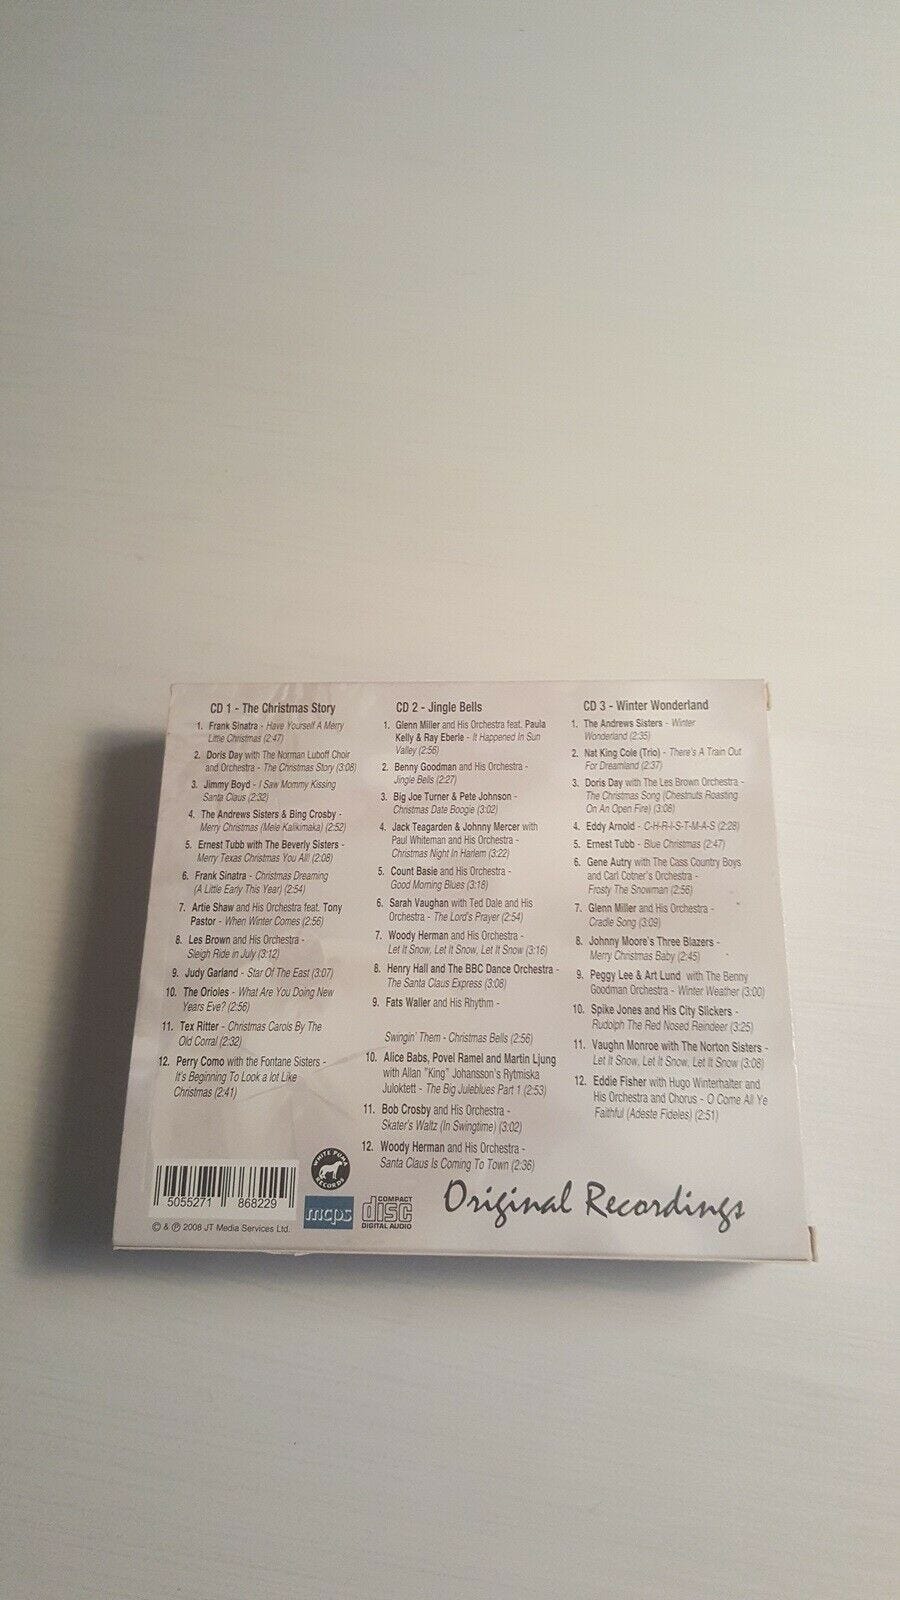 CD 1 - The Christmas Story
1. Frank Sinatra - Have Yourself A Merry
Little Christmas (2:47)
2. Doris Day with The Norman Luboff Choir
and Orchestra - The Christmas Story (3:08)
3. Jimmy Boyd - I Saw Mommy Kissing
Santa Claus (2:32)
4. The Andrews Sisters & Bing Crosby -
Merry Christmas (Mele Kalikimaka) (2:52)
5. Ernest Tubb with The Beverly Sisters -
Merry Texas Christmas You All! (2:08)
6. Frank Sinatra - Christmas Dreaming
(A Little Early This Year) (2:54)
7. Artie Shaw and His Orchestra feat. Tony
Pastor - When Winter Comes (2:56)
8. Les Brown and His Orchestra -
Sleigh Ride in July (3:12)
9. Judy Garland - Star Of The East (3:07)
10. The Orioles - What Are You Doing New
Years Eve? (2:56)
11. Tex Ritter - Christmas Carols By The
Old Corral (2:32)
12. Perry Como with the Fontane Sisters -
It's Beginning To Look a lot Like
Christmas (2:41)
CD 2 - Jingle Bells
1. Glenn Miller and His Orchestra feat. Paula
Kelly & Ray Eberle - It Happened In Sun
Valley (2:56)
2. Benny Goodman and His Orchestra -
Jingle Bells (2:27)
3. Big Joe Turner & Pete Johnson -
Christmas Date Boogie (3:02)
4. Jack Teagarden & Johnny Mercer with
Paul Whiteman and His Orchestra -
Christmas Night In Harlem (3:22)
5. Count Basie and His Orchestra -
Good Morning Blues (3:18)
6. Sarah Vaughan with Ted Dale and His
Orchestra - The Lord's Prayer (2:54)
7. Woody Herman and His Orchestra -
Let It Snow, Let It Snow, Let It Snow (3:16)
8. Henry Hall and The BBC Dance Orchestra -
The Santa Claus Express (3:08)
9. Fats Waller and His Rhythm -
Swingin' Them - Christmas Bells (2:56)
10. Alice Babs, Povel Ramel and Martin Ljung
with Allan "King" Johansson's Rytmiska
Juloktett - The Big Juleblues Part 1 (2:53)
11. Bob Crosby and His Orchestra -
Skater's Waltz (In Swingtime) (3:02)
12. Woody Herman and His Orchestra -
Santa Claus Is Coming To Town (2:36)
CD 3 - Winter Wonderland
1. The Andrews Sisters - Winter
Wonderland (2:35)
2. Nat King Cole (Trio) - There's A Train Out
For Dreamland (2:37)
3. Doris Day with The Les Brown Orchestra -
The Christmas Song (Chestnuts Roasting
On An Open Fire) (3:08)
4. Eddy Arnold - C-H-R-I-S-T-M-A-S (2:28)
5. Ernest Tubb - Blue Christmas (2:47)
6. Gene Autry with The Cass Country Boys
and Carl Cotner's Orchestra -
Frosty The Snowman (2:56)
7. Glenn Miller and His Orchestra -
Cradle Song (3:09)
8. Johnny Moore's Three Blazers -
Merry Christmas Baby (2:45)
9. Peggy Lee & Art Lund with The Benny
Goodman Orchestra - Winter Weather (3:00)
10. Spike Jones and His City Slickers -
Rudolph The Red Nosed Reindeer (3:25)
11. Vaughn Monroe with The Norton Sisters -
Let It Snow, Let It Snow, Let It Snow (3:08)
12. Eddie Fisher with Hugo Winterhalter and
His Orchestra and Chorus - O Come All Ye
Faithful (Adeste Fideles) (2:51)
5055271 868229
© & ℗ 2008 JT Media Services Ltd.
WHITE PUMA
RECORDS
mcps
COMPACT
disc
DIGITAL AUDIO
Original Recordings